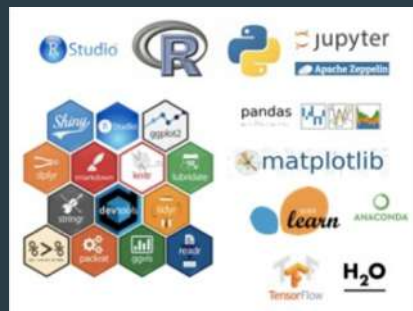 R Studio
R
jupyter
Apache Zeppelin
pandas
Shiny
R Studio
ggplot2
matplotlib
dplyr
rmarkdown
knitr
lubridate
learn
ANACONDA
stringr
devtools
tidyr
%>%
packrat
ggvis
readr
TensorFlow
H2O